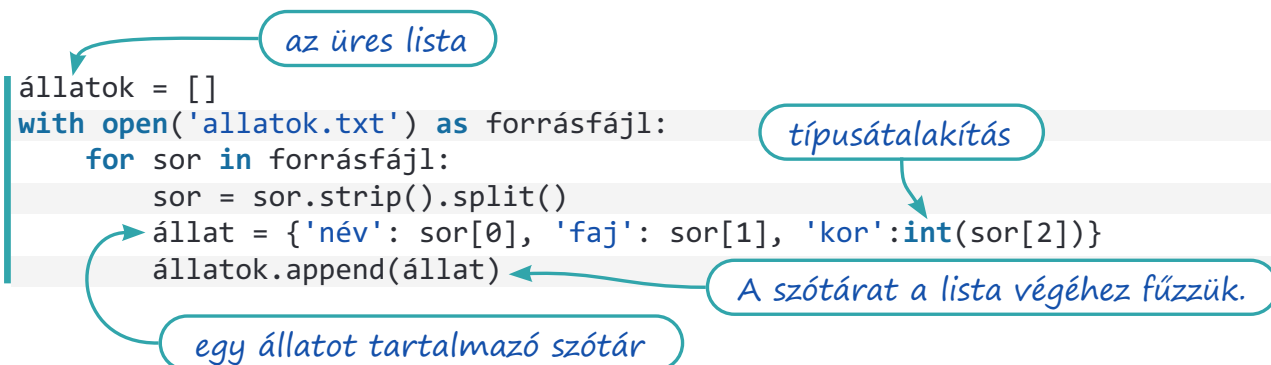 az üres lista
állatok = []
with open('allatok.txt') as forrásfájl:
típusátalakítás
for sor in forrásfájl:
sor = sor.strip().split()
állat = {'név': sor[0], 'faj': sor[1], 'kor':int(sor[2])}
állatok.append(állat)
A szótárat a lista végéhez fűzzük.
egy állatot tartalmazó szótár